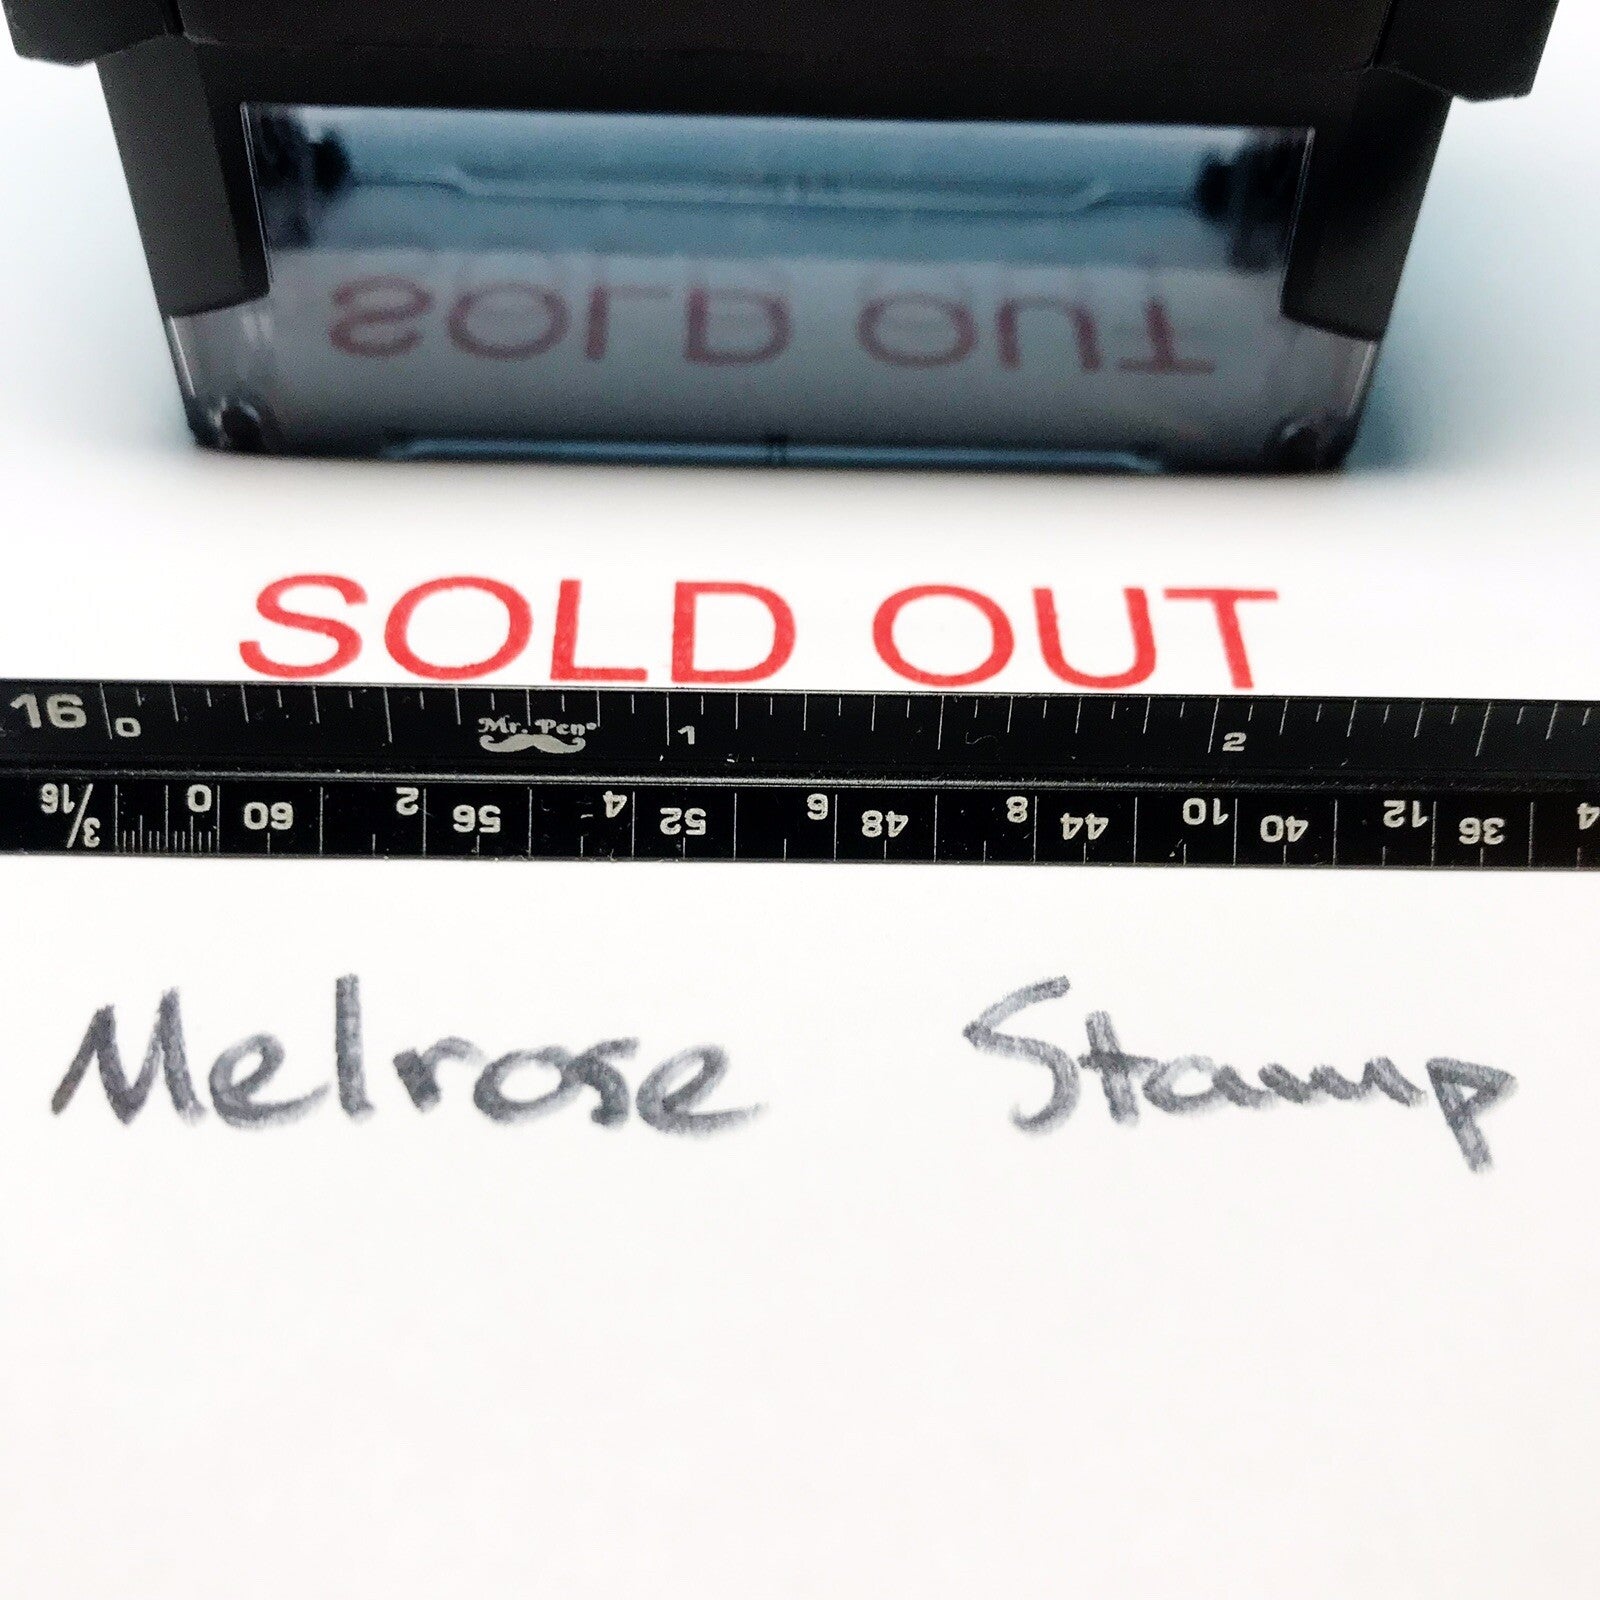 SOLD OUT
SOLD OUT
16 0 Mr. Pen® 1 2
3/16 0 60 2 56 4 52 6 48 8 44 10 40 12 36 4
Melrose Stamp